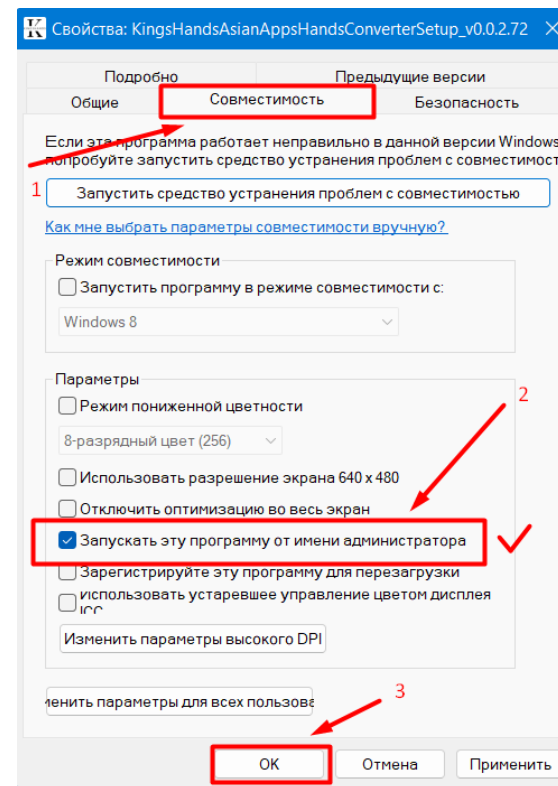 Свойства: KingsHandsAsianAppsHandsConverterSetup_v0.0.2.72
Подробно Предыдущие версии
Общие Совместимость Безопасность
Если эта программа работает неправильно в данной версии Windows
попробуйте запустить средство устранения проблем с совместимост
1 Запустить средство устранения проблем с совместимостью
Как мне выбрать параметры совместимости вручную?
Режим совместимости
Запустить программу в режиме совместимости с:
Windows 8
Параметры
2
Режим пониженной цветности
8-разрядный цвет (256)
Использовать разрешение экрана 640 x 480
Отключить оптимизацию во весь экран
Запускать эту программу от имени администратора
Зарегистрируйте эту программу для перезагрузки
Использовать устаревшее управление цветом дисплея
ICC
Изменить параметры высокого DPI
енить параметры для всех пользова
3
OK Отмена Применить